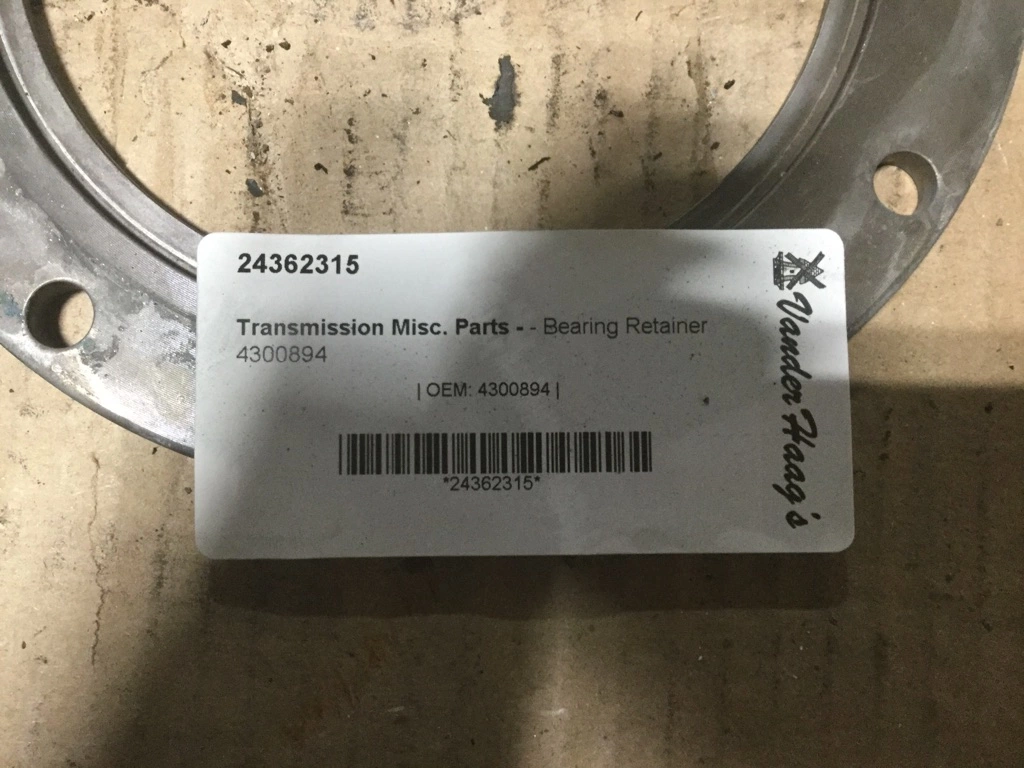 24362315
Transmission Misc. Parts - - Bearing Retainer
4300894
| OEM: 4300894 |
*24362315*
Vander Haag's